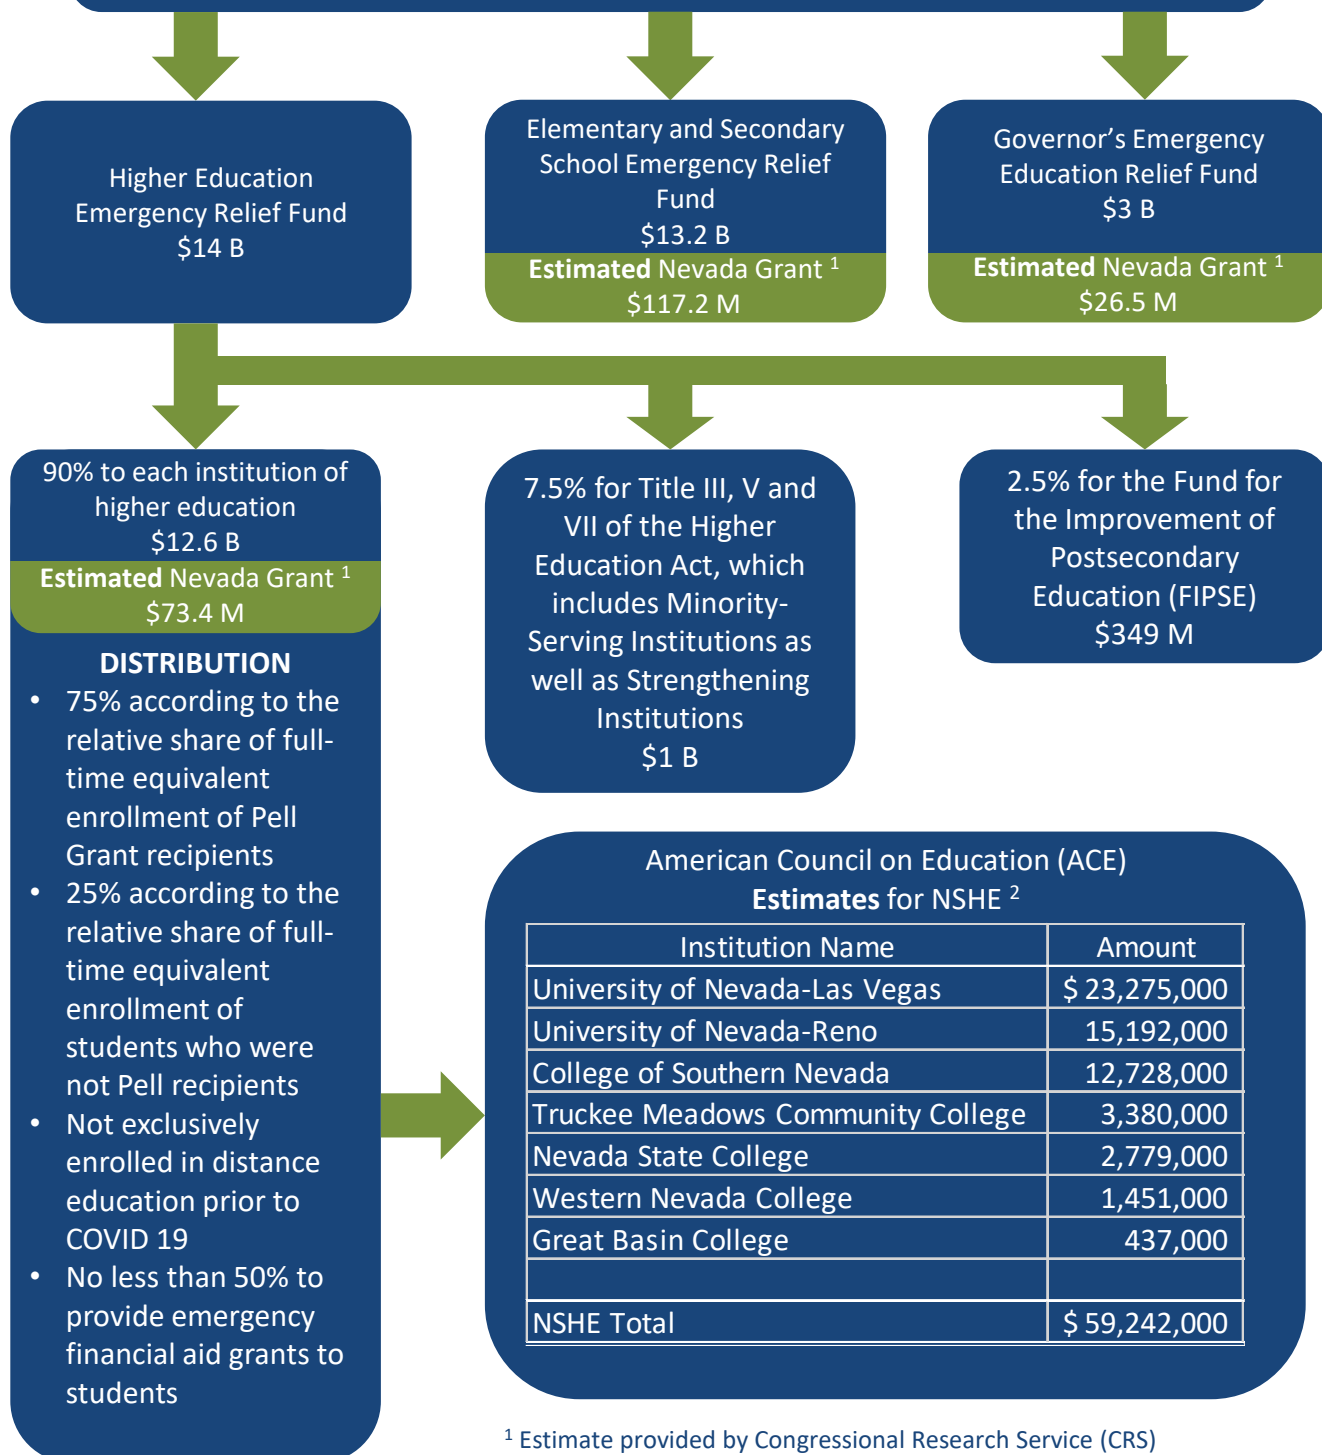 Higher Education
Emergency Relief Fund
$14 B
Elementary and Secondary
School Emergency Relief
Fund
$13.2 B
Estimated Nevada Grant ¹
$117.2 M
Governor’s Emergency
Education Relief Fund
$3 B
Estimated Nevada Grant ¹
$26.5 M
90% to each institution of
higher education
$12.6 B
Estimated Nevada Grant ¹
$73.4 M
DISTRIBUTION
• 75% according to the
relative share of full-
time equivalent
enrollment of Pell
Grant recipients
• 25% according to the
relative share of full-
time equivalent
enrollment of
students who were
not Pell recipients
• Not exclusively
enrolled in distance
education prior to
COVID 19
• No less than 50% to
provide emergency
financial aid grants to
students
7.5% for Title III, V and
VII of the Higher
Education Act, which
includes Minority-
Serving Institutions as
well as Strengthening
Institutions
$1 B
2.5% for the Fund for
the Improvement of
Postsecondary
Education (FIPSE)
$349 M
American Council on Education (ACE)
Estimates for NSHE ²
Institution Name Amount
University of Nevada-Las Vegas $ 23,275,000
University of Nevada-Reno 15,192,000
College of Southern Nevada 12,728,000
Truckee Meadows Community College 3,380,000
Nevada State College 2,779,000
Western Nevada College 1,451,000
Great Basin College 437,000
NSHE Total $ 59,242,000
¹ Estimate provided by Congressional Research Service (CRS)